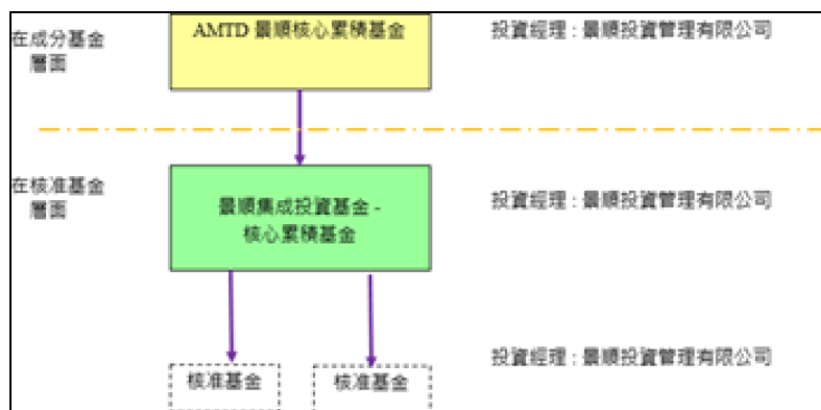 在成分基金
層面
AMTD 景順核心累積基金
投資經理 : 景順投資管理有限公司
在核准基金
層面
景順集成投資基金 -
核心累積基金
投資經理 : 景順投資管理有限公司
核准基金
核准基金
投資經理 : 景順投資管理有限公司